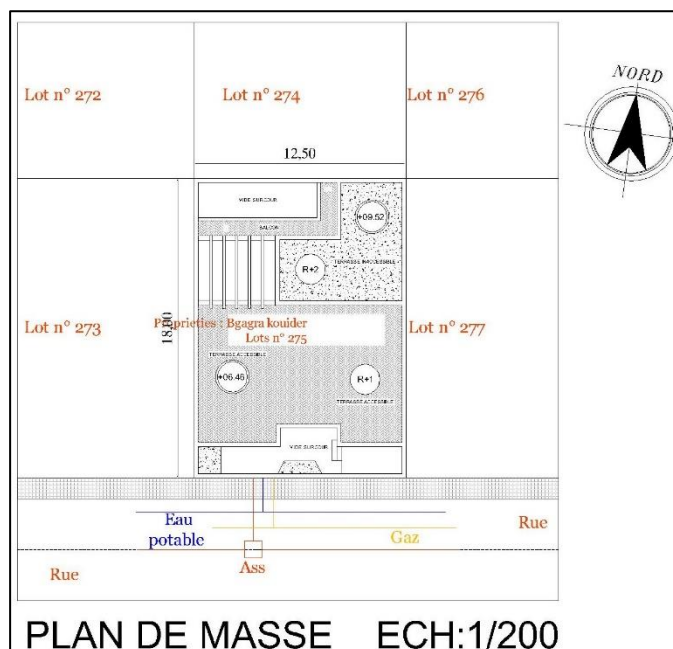 Lot n° 272
Lot n° 274
Lot n° 276
NORD
12,50
VIDE SUR COUR
+09.52
BALCON
TERRASSE INACCESSIBLE
R+2
Lot n° 273
18,00
Proprieties : Bgagra kouider
Lots n° 275
Lot n° 277
TERRASSE ACCESSIBLE
+06.46
R+1
TERRASSE ACCESSIBLE
VIDE SUR COUR
Eau
potable
Gaz
Rue
Rue
Ass
PLAN DE MASSE ECH:1/200